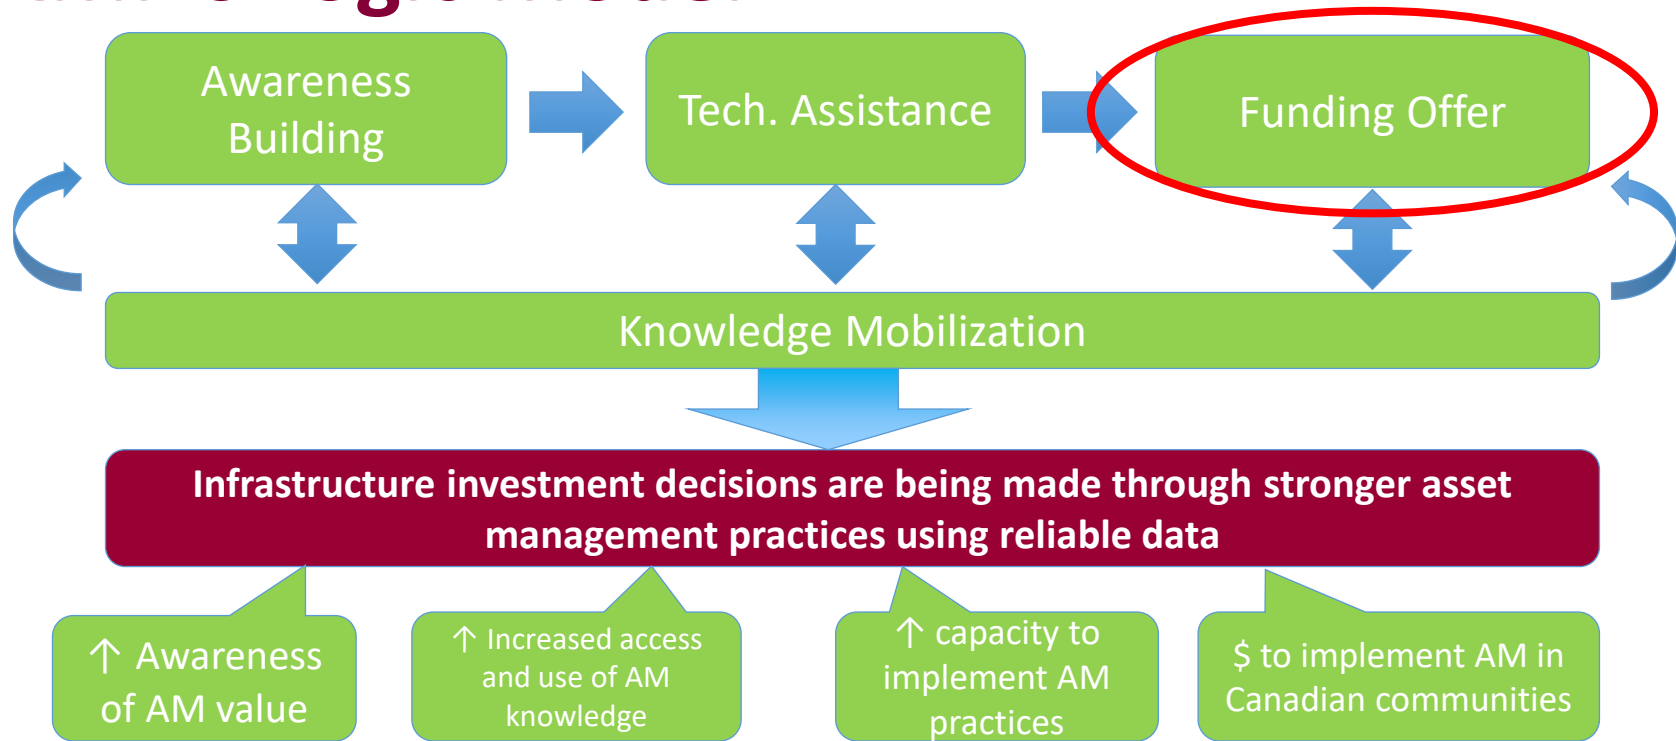 Awareness
Building
Tech. Assistance
Funding Offer
Knowledge Mobilization
Infrastructure investment decisions are being made through stronger asset
management practices using reliable data
↑ Awareness
of AM value
↑ Increased access
and use of AM
knowledge
↑ capacity to
implement AM
practices
$ to implement AM in
Canadian communities